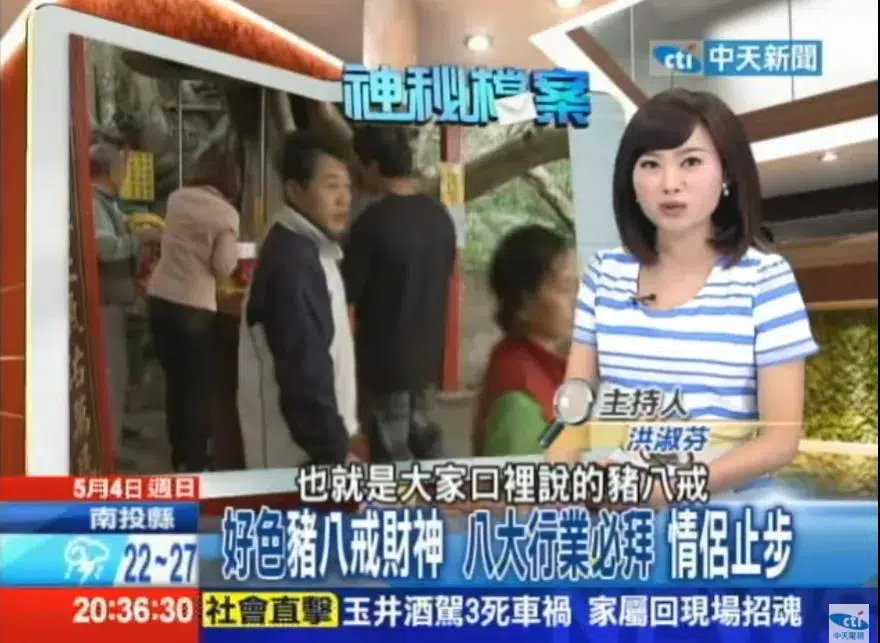 cti 中天新聞
神秘檔案
主持人
洪淑芬
也就是大家口裡說的豬八戒
5月4日 週日
南投縣
22~27
好色豬八戒財神 八大行業必拜 情侶止步
20:36:30 社會直擊 玉井酒駕3死車禍 家屬回現場招魂
cti
中天電視